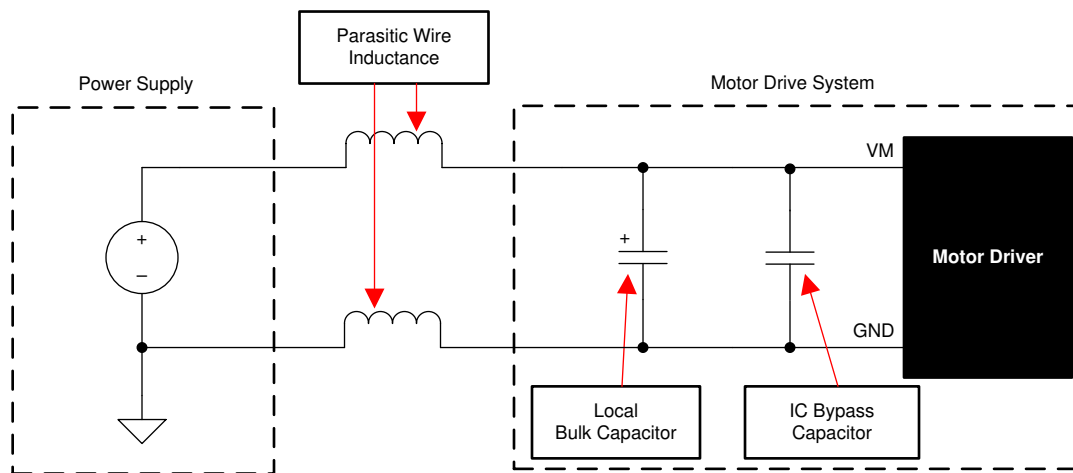 Parasitic Wire
Inductance
Power Supply
Motor Drive System
VM
+
–
+
Motor Driver
GND
Local
Bulk Capacitor
IC Bypass
Capacitor